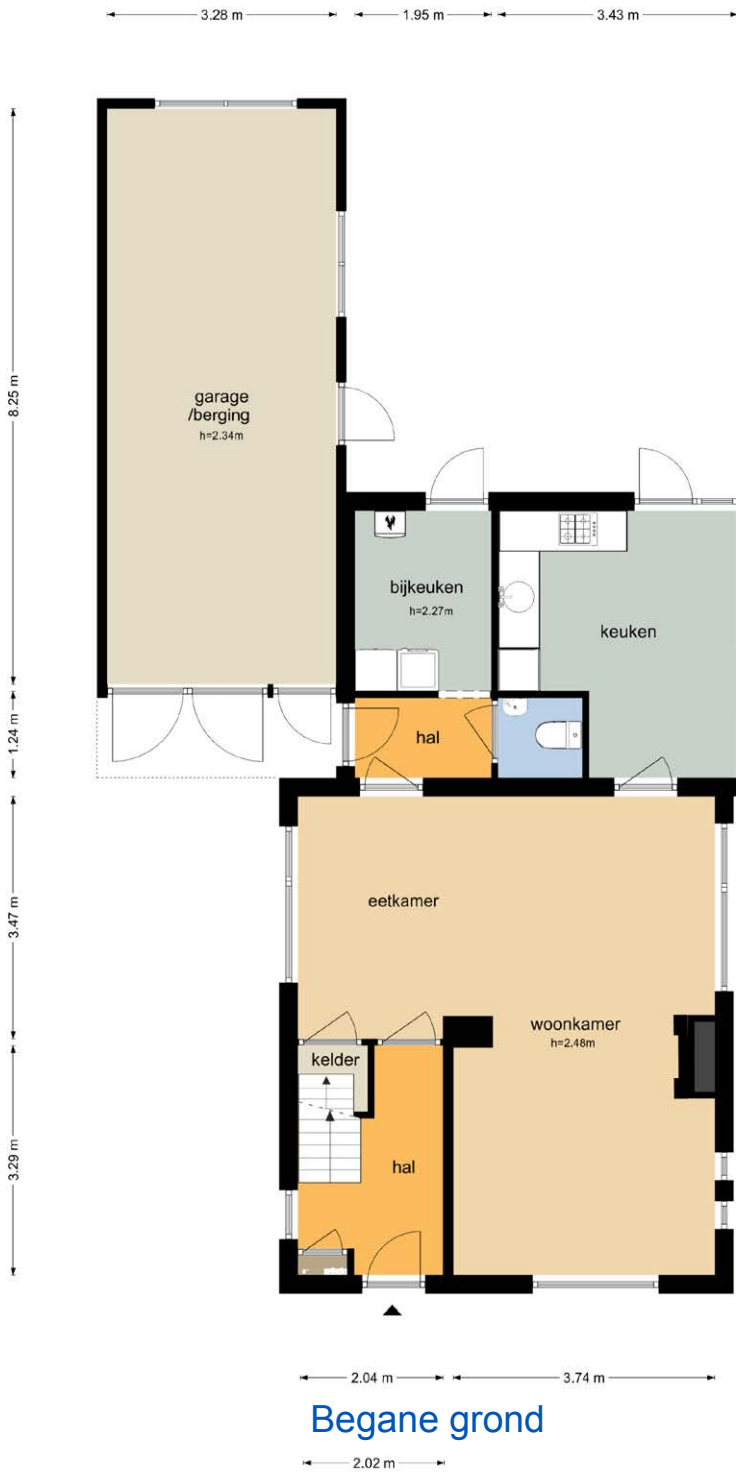 3.28 m
1.95 m
3.43 m
8.25 m
garage
/berging
h=2.34m
bijkeuken
h=2.27m
keuken
1.24 m
hal
3.47 m
eetkamer
woonkamer
h=2.48m
kelder
3.29 m
hal
2.04 m
3.74 m
Begane grond
2.02 m